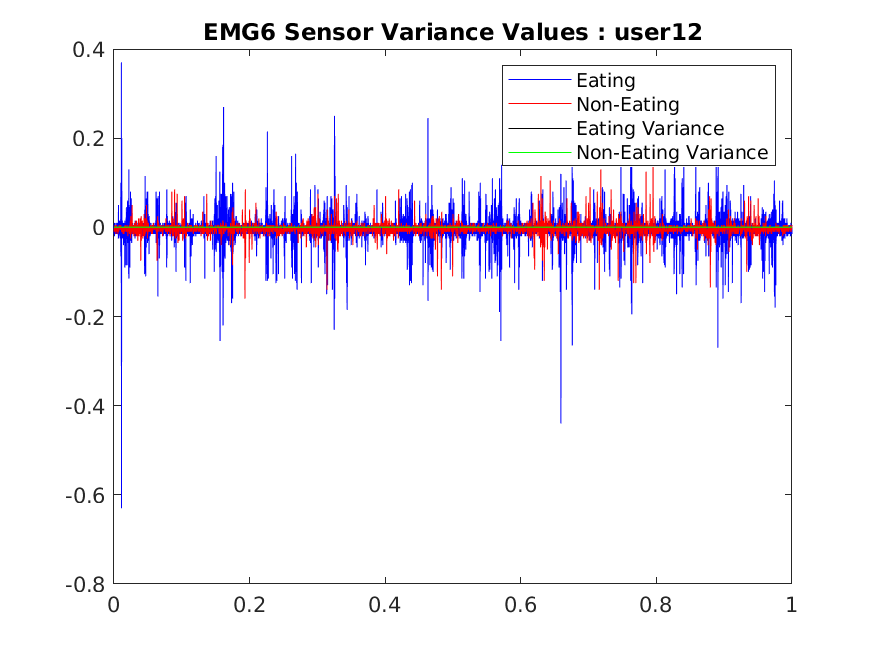 EMG6 Sensor Variance Values : user12
0.4
Eating
Non-Eating
Eating Variance
Non-Eating Variance
0.2
0
-0.2
-0.4
-0.6
-0.8
0 0.2 0.4 0.6 0.8 1